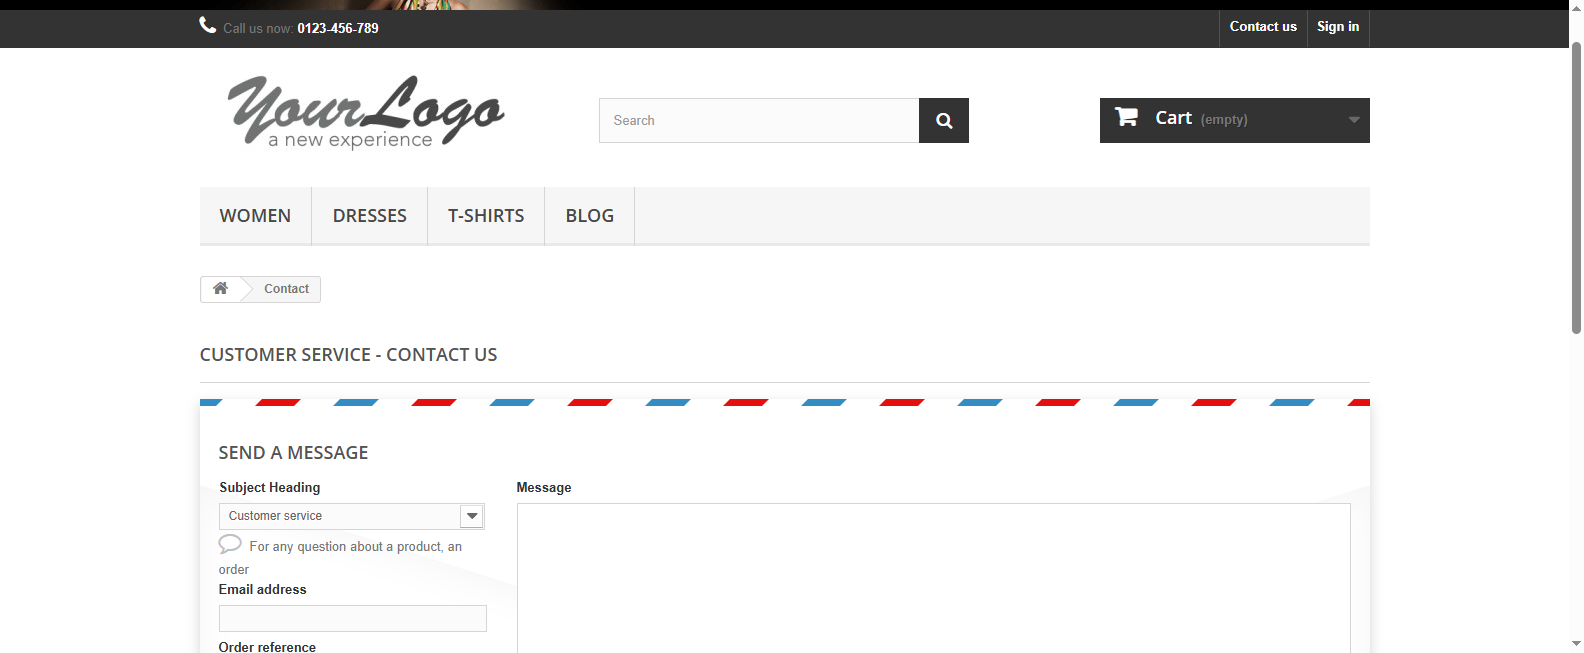 Call us now: 0123-456-789
Contact us
Sign in
YourLogo
a new experience
Search
Cart (empty)
WOMEN
DRESSES
T-SHIRTS
BLOG
Contact
CUSTOMER SERVICE - CONTACT US
SEND A MESSAGE
Subject Heading
Customer service
For any question about a product, an
order
Email address
Order reference
Message